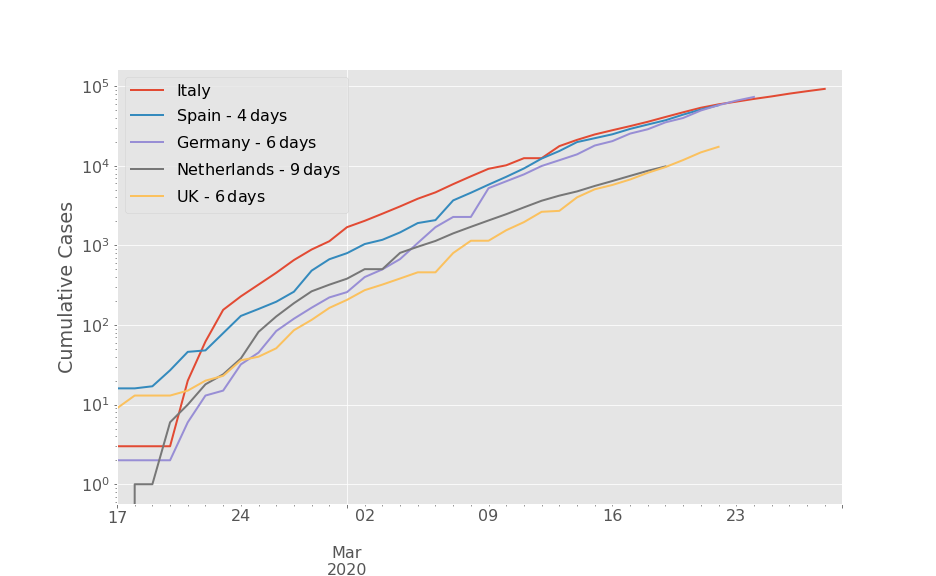 10⁵
10⁴
10³
10²
10¹
10⁰
Cumulative Cases
Italy
Spain - 4 days
Germany - 6 days
Netherlands - 9 days
UK - 6 days
17 24 02 09 16 23
Mar
2020